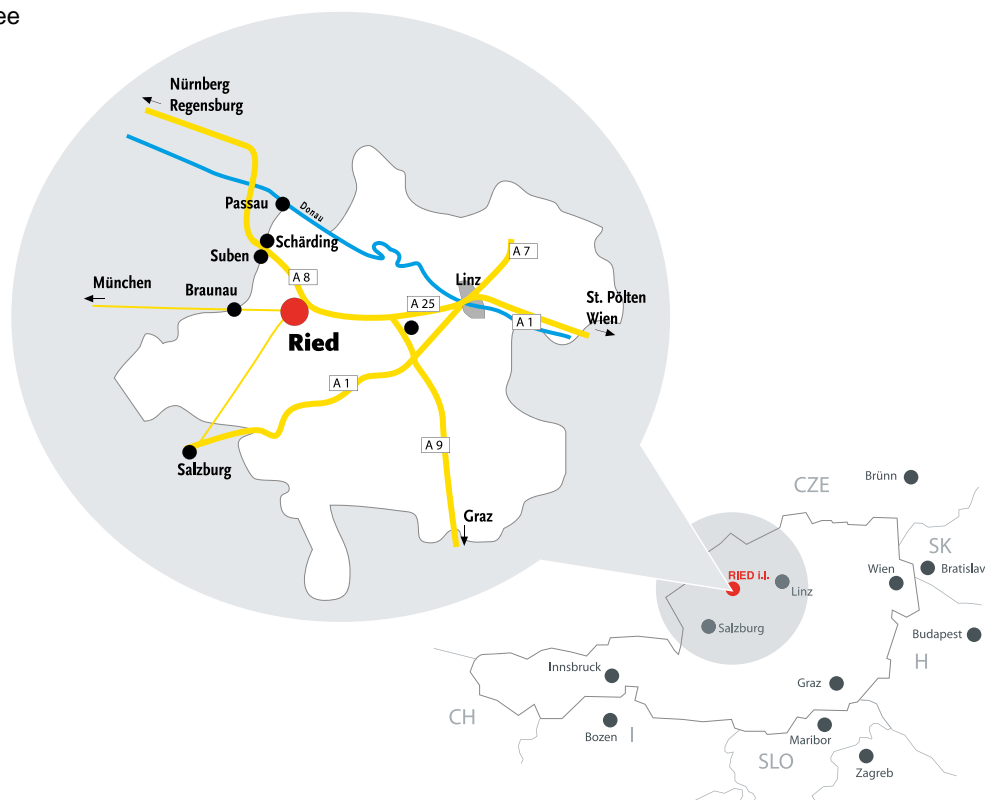 ee
Nürnberg
Regensburg
Passau
Donau
Schärding
Suben
A 7
A 8
Linz
München
Braunau
A 25
St. Pölten
Wien
A 1
Ried
A 1
A 9
Salzburg
Graz
CZE
Brünn
SK
RIED i.I.
Wien
Bratislav
Linz
Salzburg
Budapest
H
Innsbruck
Graz
CH
Bozen
I
Maribor
SLO
Zagreb